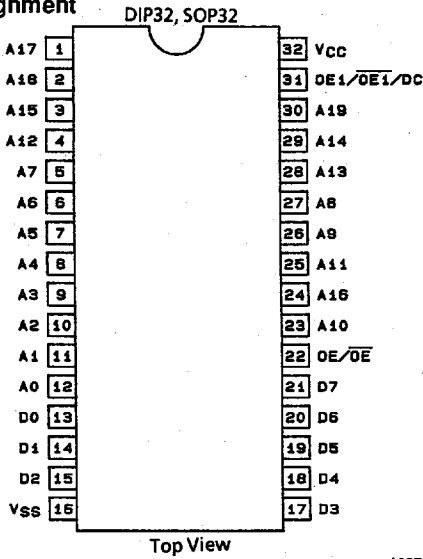 gnment
DIP32, SOP32
A17 1 32 VCC
A18 2 31 OE1/OE1/DC
A15 3 30 A19
A12 4 29 A14
A7 5 28 A13
A6 6 27 A8
A5 7 26 A9
A4 8 25 A11
A3 9 24 A16
A2 10 23 A10
A1 11 22 OE/OE
A0 12 21 D7
D0 13 20 D6
D1 14 19 D5
D2 15 18 D4
VSS 16 17 D3
Top View